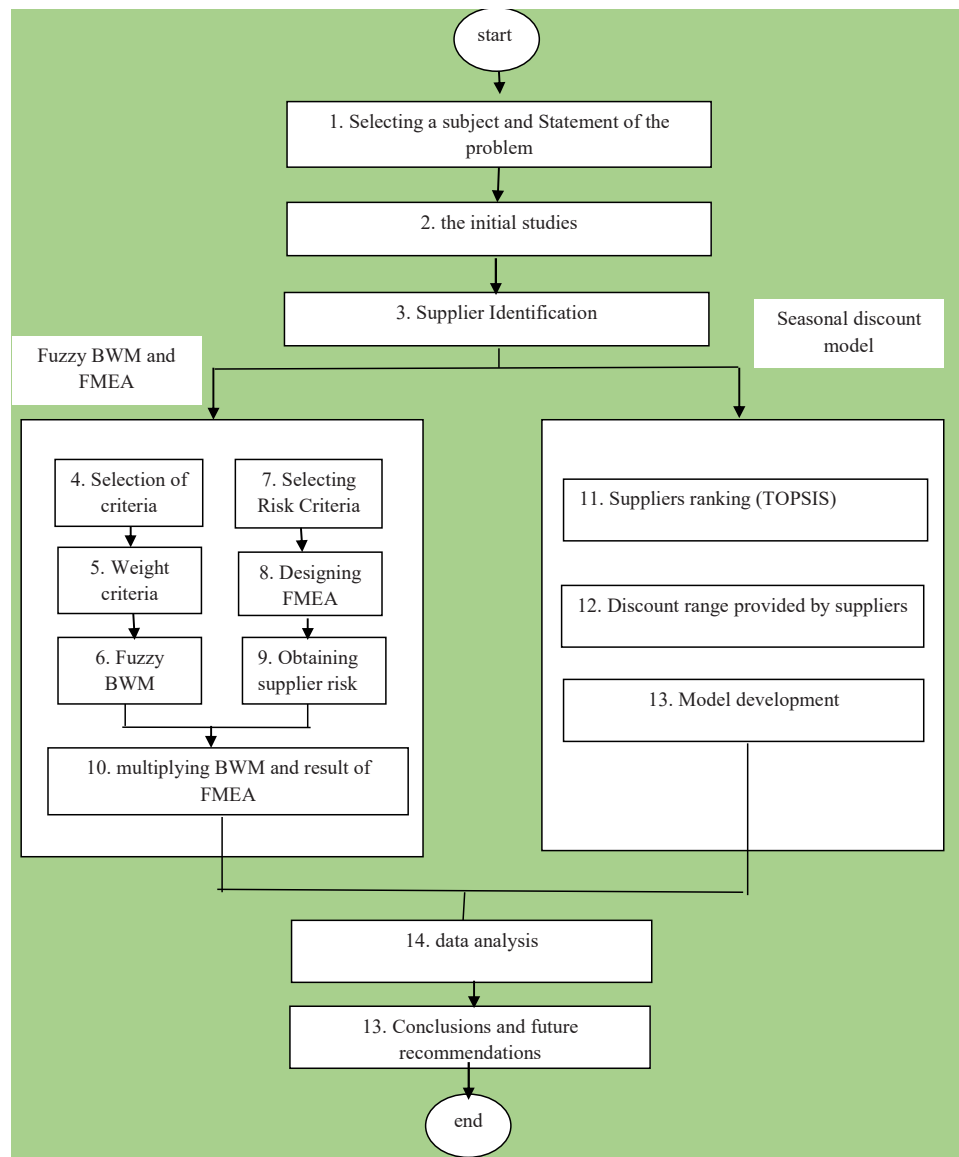 start
1. Selecting a subject and Statement of the
problem
2. the initial studies
3. Supplier Identification
Seasonal discount
model
Fuzzy BWM and
FMEA
4. Selection of
criteria
5. Weight
criteria
6. Fuzzy
BWM
7. Selecting
Risk Criteria
8. Designing
FMEA
9. Obtaining
supplier risk
10. multiplying BWM and result of
FMEA
11. Suppliers ranking (TOPSIS)
12. Discount range provided by suppliers
13. Model development
14. data analysis
13. Conclusions and future
recommendations
end